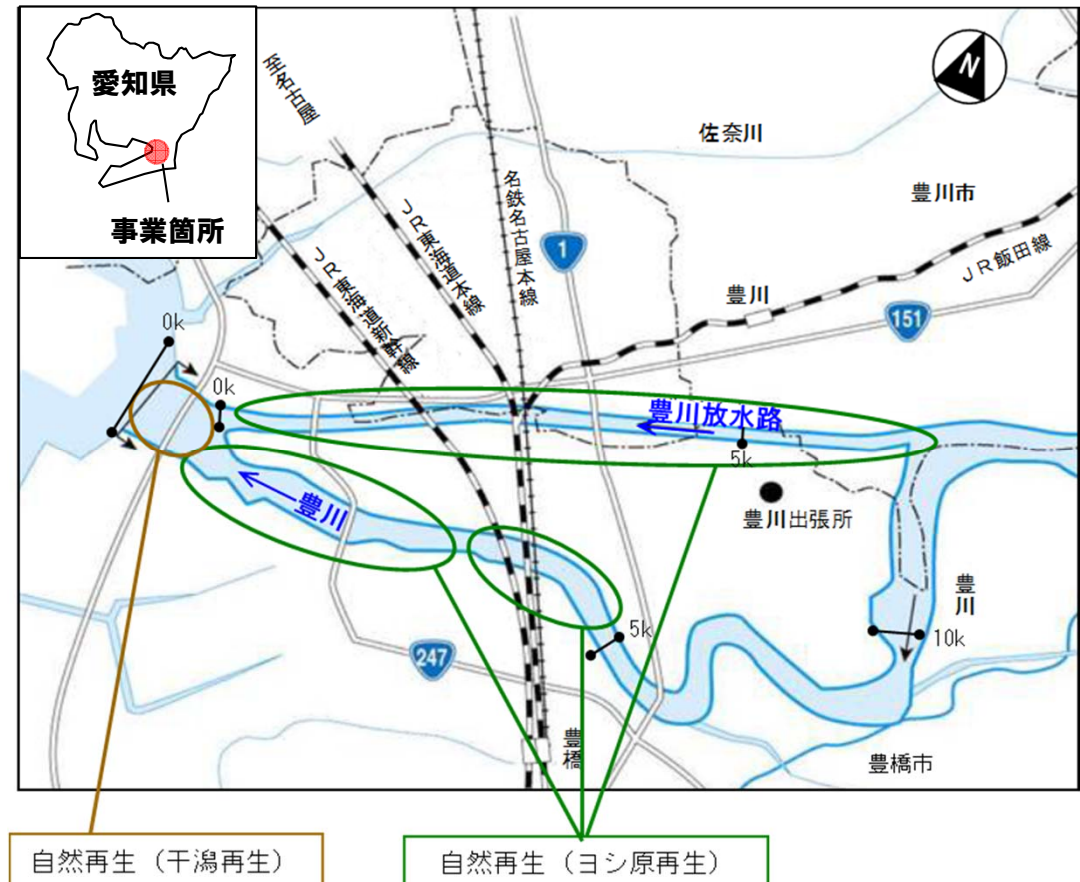 愛知県
事業箇所
至名古屋
N
佐奈川
豊川市
JR東海道本線
名鉄名古屋本線
1
JR飯田線
JR東海道新幹線
豊川
151
0k
0k
豊川放水路
5k
豊川出張所
豊川
豊川
5k
10k
247
豊橋
豊橋市
自然再生（干潟再生）
自然再生（ヨシ原再生）